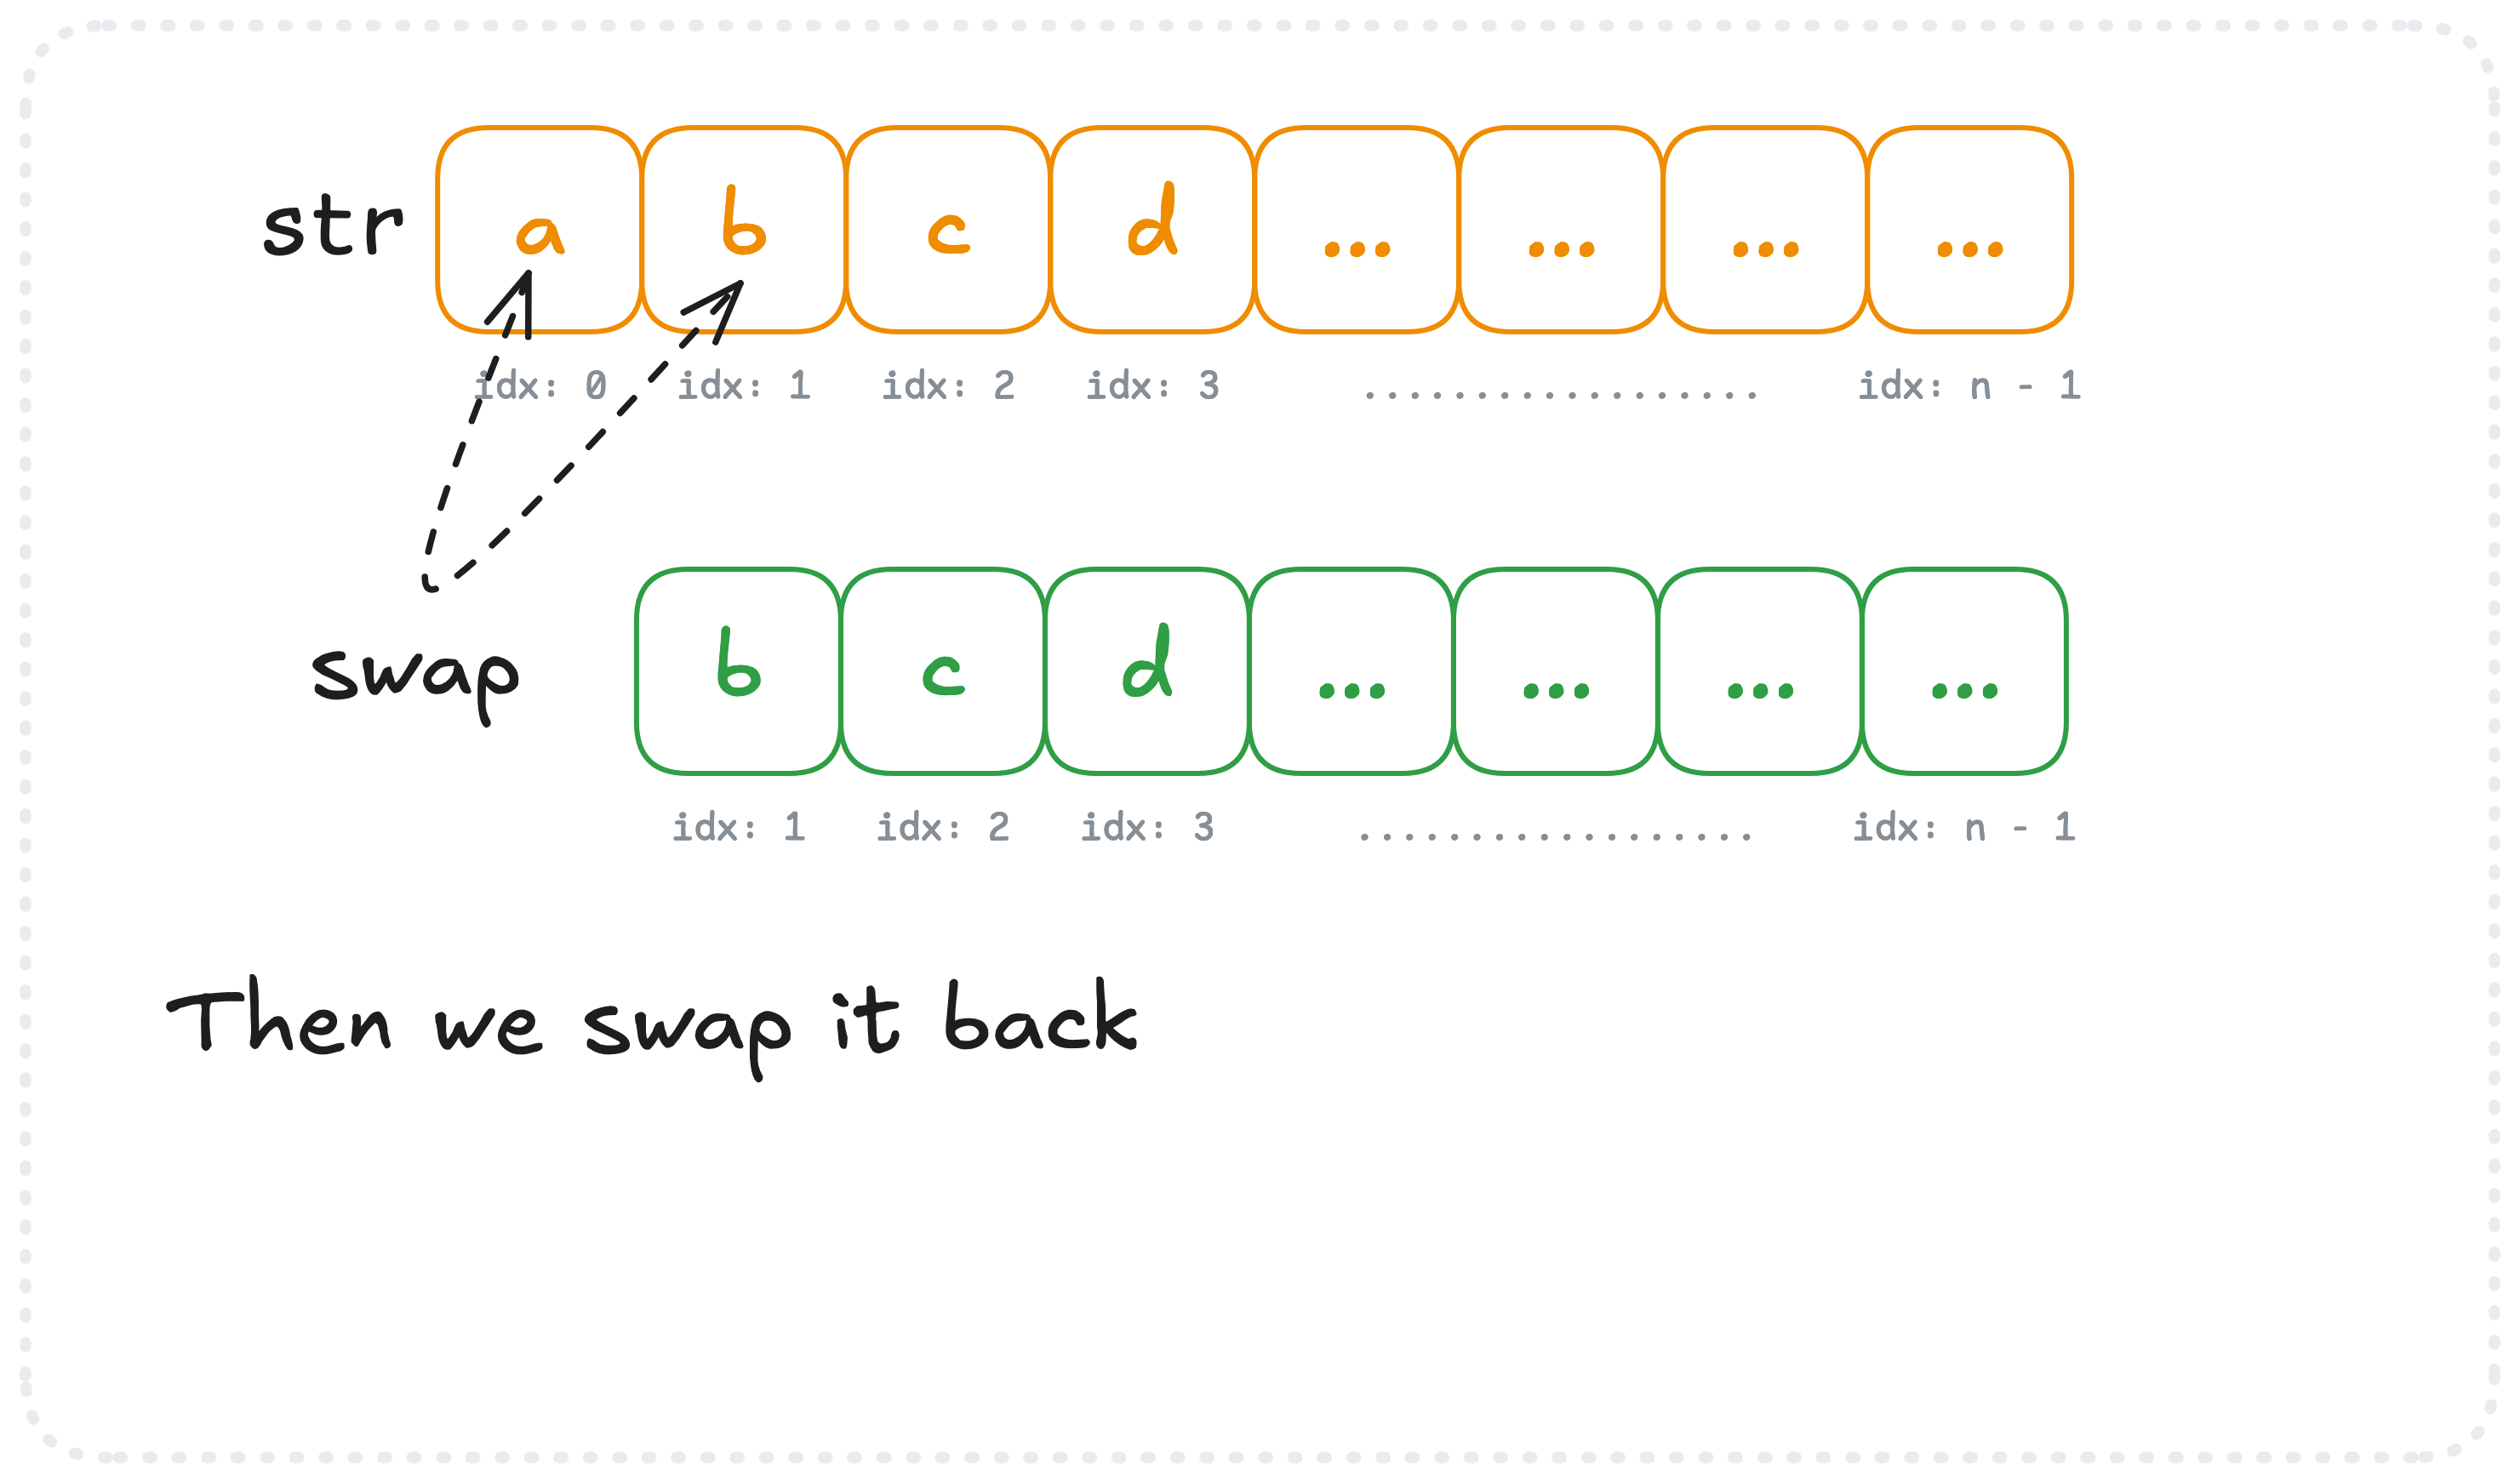 str a b c d ... ... ... ...
idx: 0 idx: 1 idx: 2 idx: 3 .................. idx: n - 1
swap b c d ... ... ... ...
idx: 1 idx: 2 idx: 3 .................. idx: n - 1
Then we swap it back